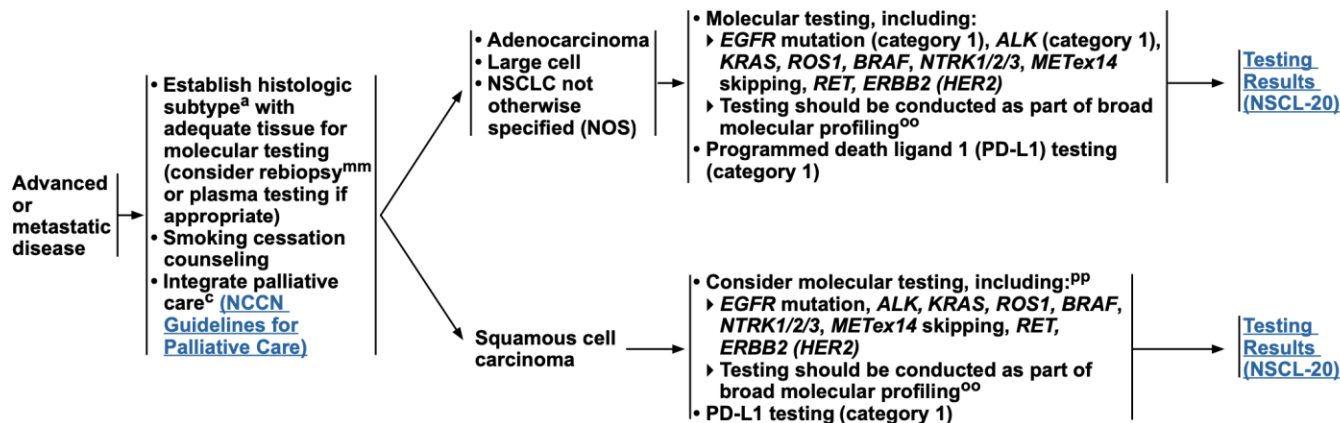 Advanced
or
metastatic
disease
• Establish histologic
subtypeᵃ with
adequate tissue for
molecular testing
(consider rebiopsyᵐᵐ
or plasma testing if
appropriate)
• Smoking cessation
counseling
• Integrate palliative
careᶜ (NCCN
Guidelines for
Palliative Care)
• Adenocarcinoma
• Large cell
• NSCLC not
otherwise
specified (NOS)
• Molecular testing, including:
▸ EGFR mutation (category 1), ALK (category 1),
KRAS, ROS1, BRAF, NTRK1/2/3, METex14
skipping, RET, ERBB2 (HER2)
▸ Testing should be conducted as part of broad
molecular profilingᵒᵒ
• Programmed death ligand 1 (PD-L1) testing
(category 1)
Testing
Results
(NSCL-20)
Squamous cell
carcinoma
• Consider molecular testing, including:ᵖᵖ
▸ EGFR mutation, ALK, KRAS, ROS1, BRAF,
NTRK1/2/3, METex14 skipping, RET,
ERBB2 (HER2)
▸ Testing should be conducted as part of
broad molecular profilingᵒᵒ
• PD-L1 testing (category 1)
Testing
Results
(NSCL-20)